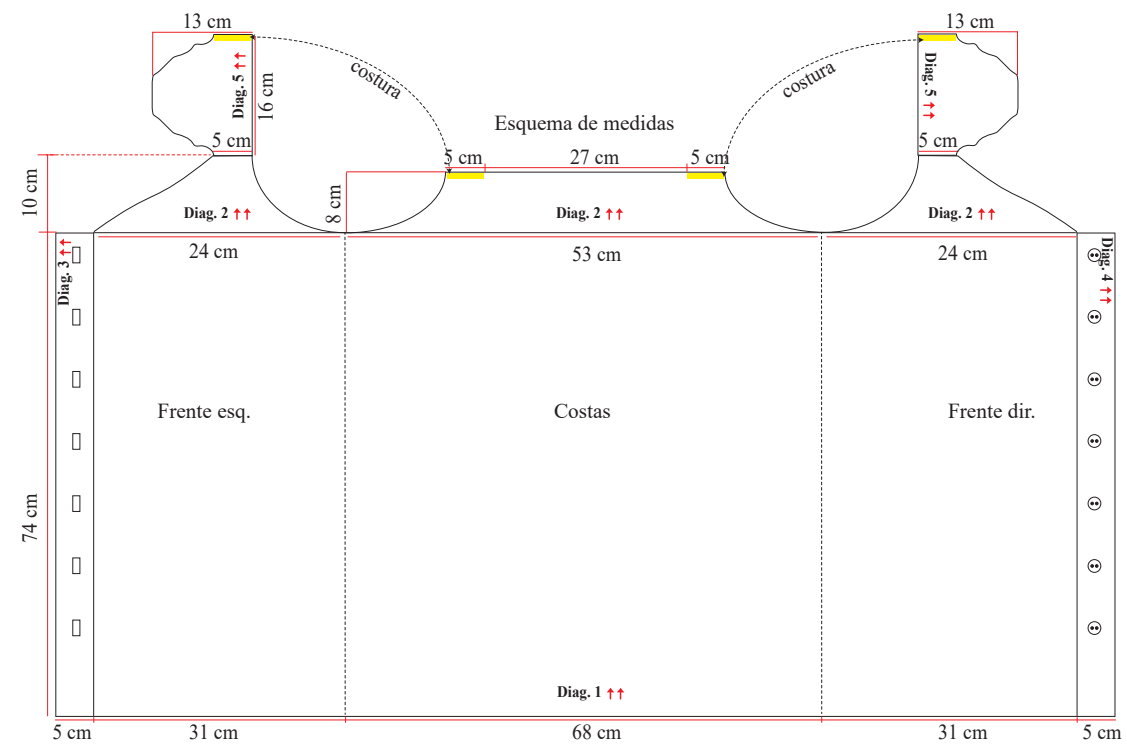 13 cm
13 cm
costura
costura
Diag. 5
16 cm
Diag. 5
Esquema de medidas
5 cm
5 cm
5 cm
27 cm
5 cm
10 cm
8 cm
Diag. 2
Diag. 2
Diag. 2
24 cm
53 cm
24 cm
Diag. 3
Diag. 4
Frente esq.
Costas
Frente dir.
74 cm
Diag. 1
5 cm
31 cm
68 cm
31 cm
5 cm